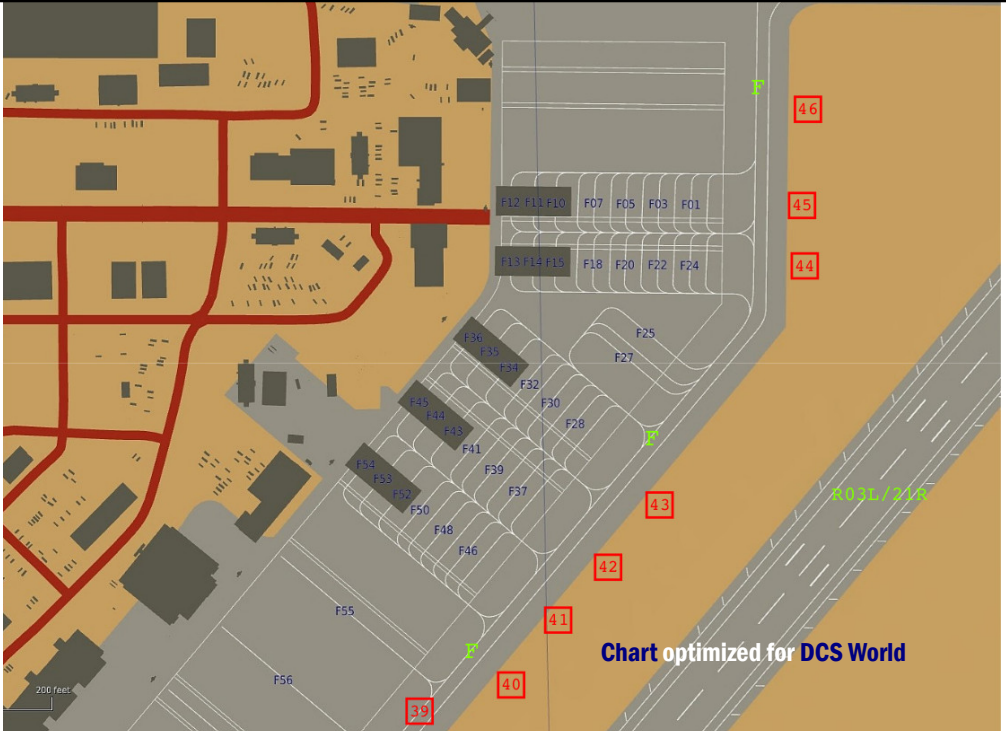 F
46
F12 F11 F10 F07 F05 F03 F01
45
F13 F14 F15 F18 F20 F22 F24
44
F25
F36
F35
F27
F34
F32
F45
F30
F44
F28
F43
F
F41
F54
F39
F53
F37
F52
R03L/21R
43
F50
F48
F46
42
F55
41
F
Chart optimized for DCS World
F56
40
200 feet
39